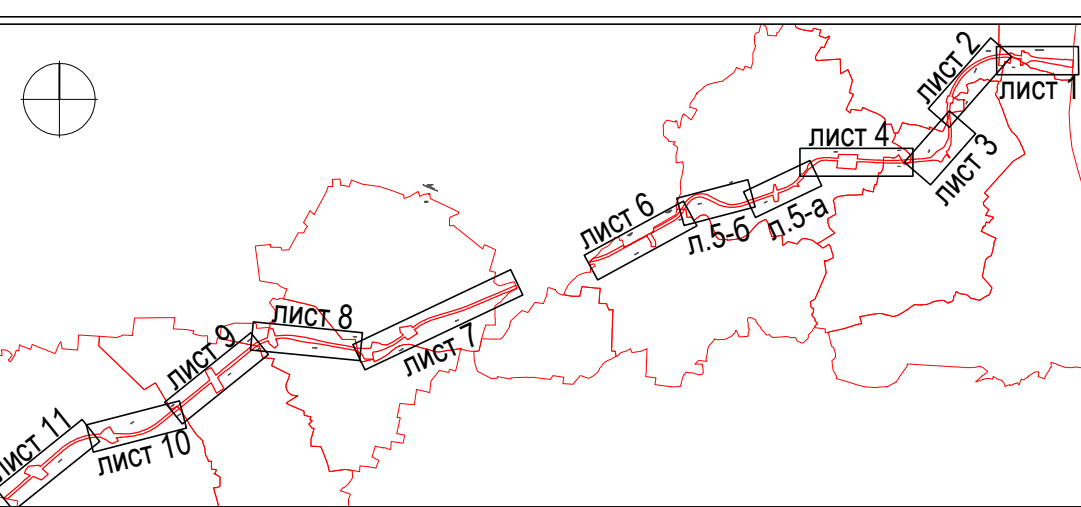 лист 2
лист 1
лист 4
лист 3
лист 6
л.5-б
л.5-а
лист 8
лист 7
лист 9
лист 11
лист 10